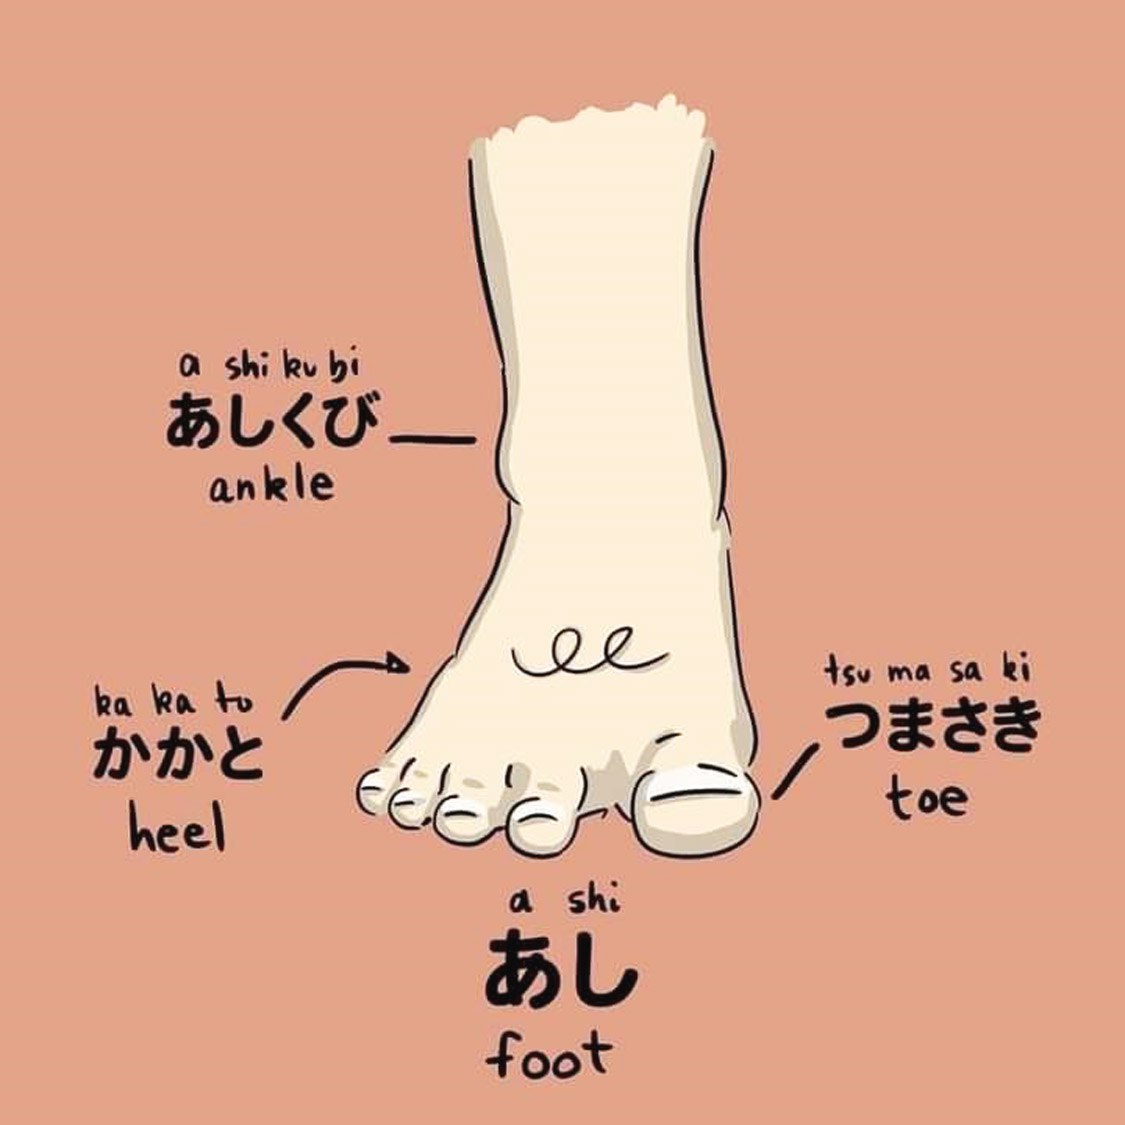 a shi ku bi
あしくび
ankle
ka ka to
かかと
heel
tsu ma sa ki
つまさき
toe
a shi
あし
foot